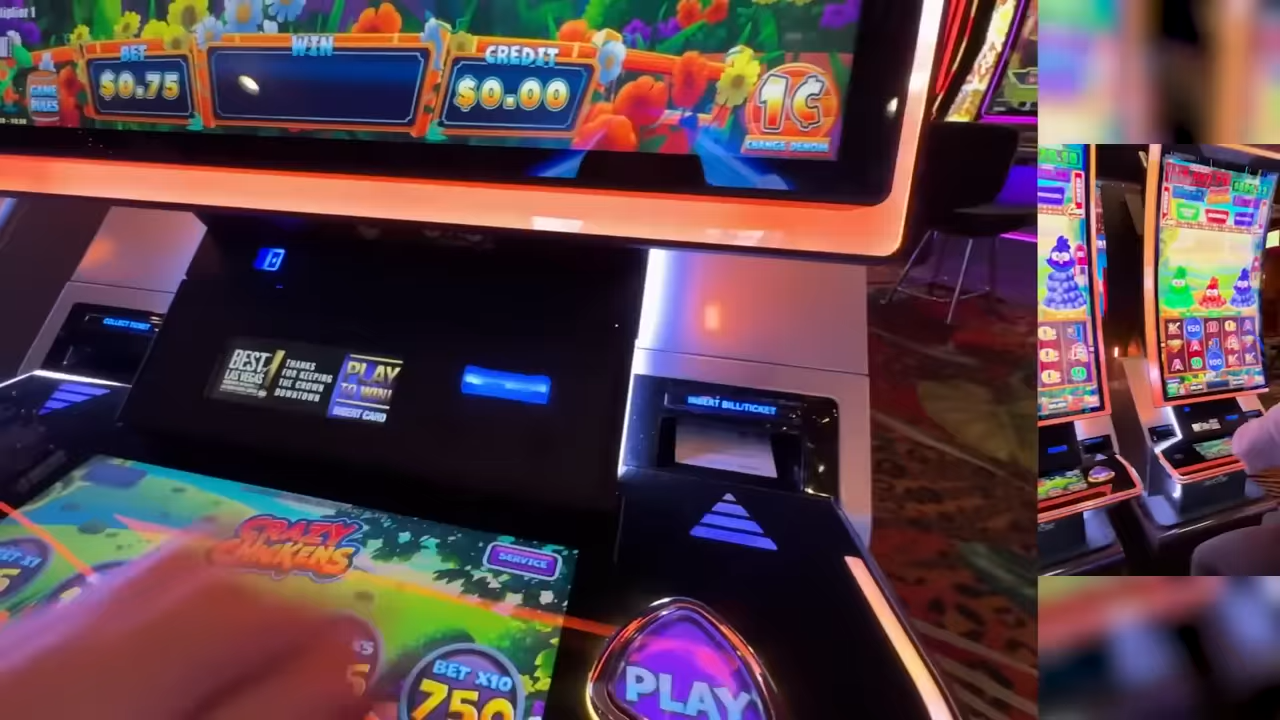 BET
$0.75
WIN
CREDIT
$0.00
1¢
CHANGE DENOM
GAME
RULES
COLLECT TICKET
BEST
LAS VEGAS
THANKS
FOR KEEPING
THE CROWN
DOWNTOWN
PLAY
TO WIN!
INSERT CARD
INSERT BILL/TICKET
CRAZY
CHICKENS
SERVICE
BET X10
750
PLAY
150
100